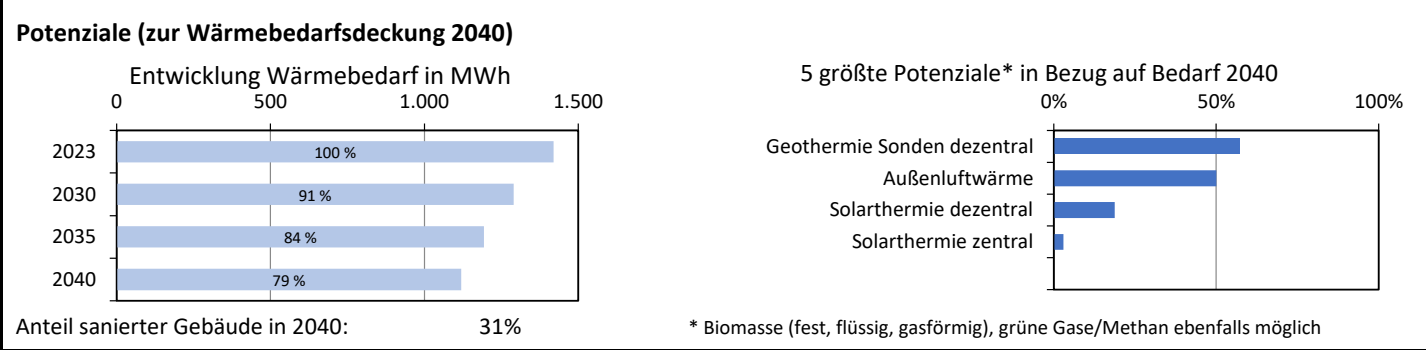 Potenziale (zur Wärmebedarfsdeckung 2040)
Entwicklung Wärmebedarf in MWh
0 500 1.000 1.500
2023 100 %
2030 91 %
2035 84 %
2040 79 %
Anteil sanierter Gebäude in 2040: 31%
5 größte Potenziale* in Bezug auf Bedarf 2040
0% 50% 100%
Geothermie Sonden dezentral
Außenluftwärme
Solarthermie dezentral
Solarthermie zentral
* Biomasse (fest, flüssig, gasförmig), grüne Gase/Methan ebenfalls möglich